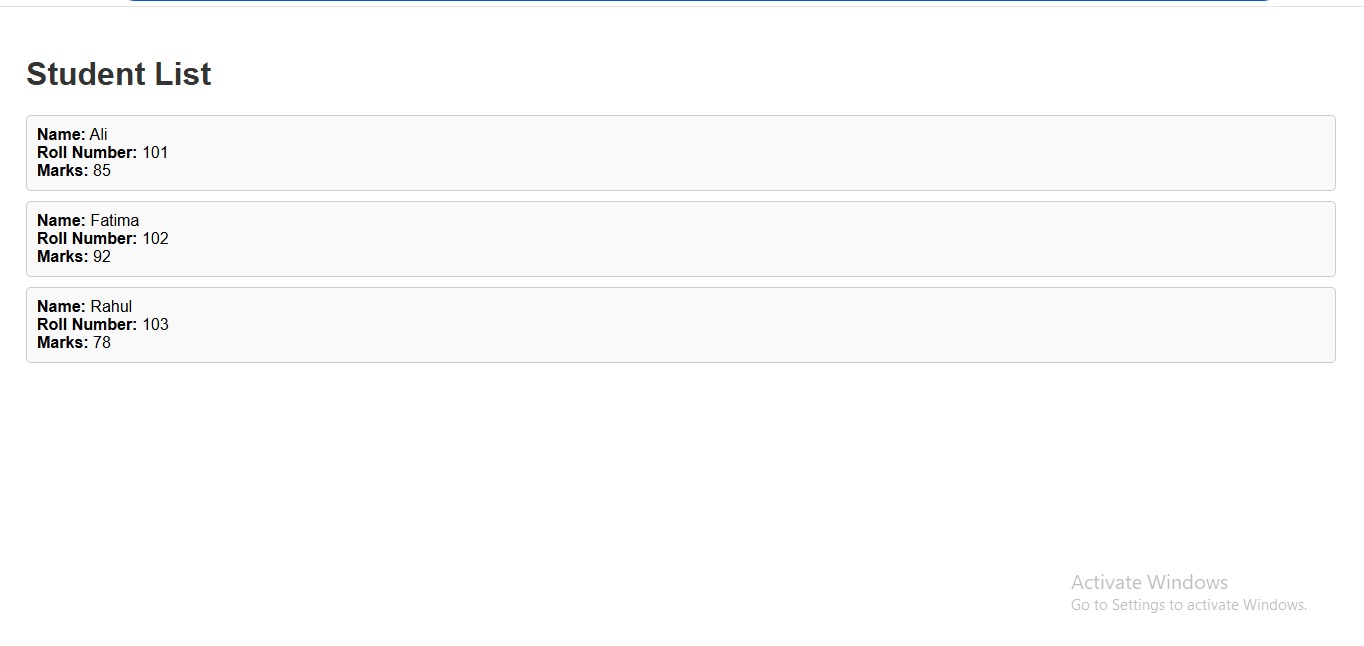 Student List
Name: Ali
Roll Number: 101
Marks: 85
Name: Fatima
Roll Number: 102
Marks: 92
Name: Rahul
Roll Number: 103
Marks: 78
Activate Windows
Go to Settings to activate Windows.